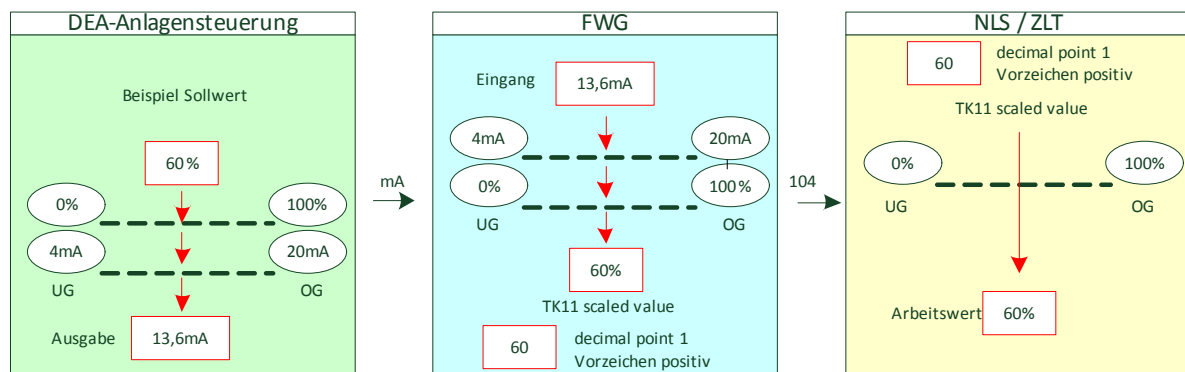 DEA-Anlagensteuerung
Beispiel Sollwert
60%
0%
100%
4mA
20mA
UG
OG
Ausgabe
13,6mA
mA
FWG
Eingang
13,6mA
4mA
20mA
0%
100%
UG
OG
60%
TK11 scaled value
60
decimal point 1
Vorzeichen positiv
104
NLS / ZLT
60
decimal point 1
Vorzeichen positiv
TK11 scaled value
0%
100%
UG
OG
Arbeitswert
60%